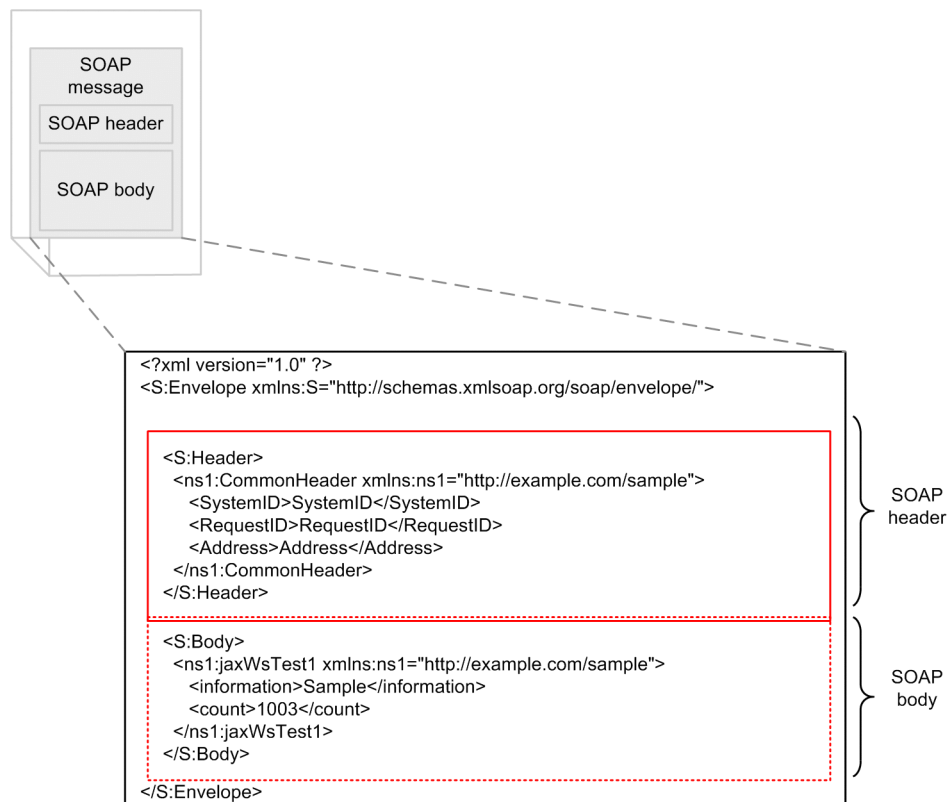 SOAP
message
SOAP header
SOAP body
<?xml version="1.0" ?>
<S:Envelope xmlns:S="http://schemas.xmlsoap.org/soap/envelope/">
<S:Header>
<ns1:CommonHeader xmlns:ns1="http://example.com/sample">
<SystemID>SystemID</SystemID>
<RequestID>RequestID</RequestID>
<Address>Address</Address>
</ns1:CommonHeader>
</S:Header>
SOAP
header
<S:Body>
<ns1:jaxWsTest1 xmlns:ns1="http://example.com/sample">
<information>Sample</information>
<count>1003</count>
</ns1:jaxWsTest1>
</S:Body>
SOAP
body
</S:Envelope>